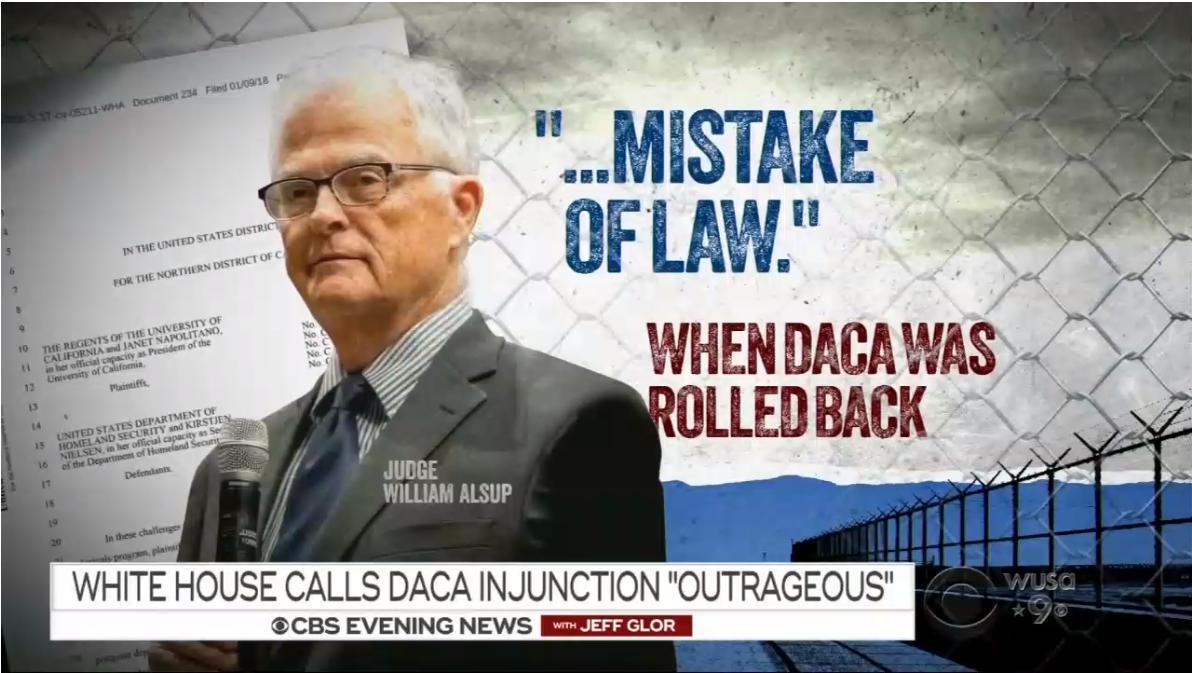 Document 234 Filed 01/09/18
IN THE UNITED STATES
FOR THE NORTHERN DISTRICT OF
THE REGENTS OF THE UNIVERSITY OF
CALIFORNIA and JANET NAPOLITANO,
in her official capacity as President of the
University of California,
Plaintiffs,
v
UNITED STATES DEPARTMENT OF
HOMELAND SECURITY and KIRSTJEN
NIELSEN, in her official capacity as
of the Department of Homeland
Defendants.
In these challenges
program,
"...MISTAKE
OF LAW."
WHEN DACA WAS
ROLLED BACK
JUDGE
WILLIAM ALSUP
WHITE HOUSE CALLS DACA INJUNCTION "OUTRAGEOUS"
CBS EVENING NEWS WITH JEFF GLOR
wusa
9